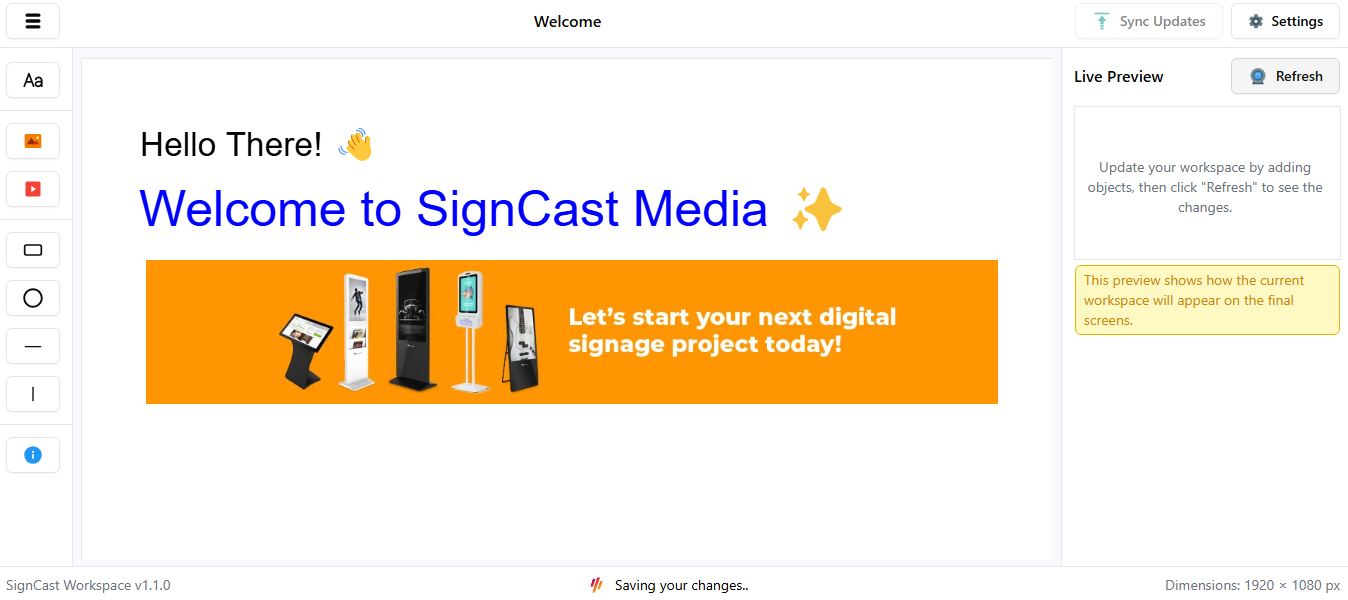 Welcome
Sync Updates
Settings
Aa
Hello There! 👋
Welcome to SignCast Media ✨
Let's start your next digital
signage project today!
Live Preview
Refresh
Update your workspace by adding
objects, then click "Refresh" to see the
changes.
This preview shows how the current
workspace will appear on the final
screens.
SignCast Workspace v1.1.0
Saving your changes..
Dimensions: 1920 × 1080 px